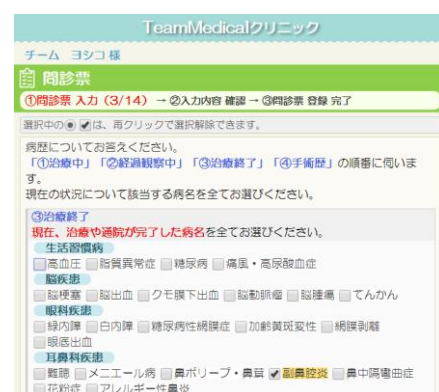 TeamMedicalクリニック
チーム ヨシコ 様
問診票
①問診票 入力（3/14） → ②入力内容 確認 → ③問診票 登録 完了
選択中の◉☑は、再クリックで選択解除できます。
病歴についてお答えください。
「①治療中」「②経過観察中」「③治療終了」「④手術歴」の順番に伺いま
す。
現在の状況について該当する病名を全てお選びください。
③治療終了
現在、治療や通院が完了した病名を全てお選びください。
生活習慣病
高血圧 脂質異常症 糖尿病 痛風・高尿酸血症
脳疾患
脳梗塞 脳出血 クモ膜下出血 脳動脈瘤 脳腫瘍 てんかん
眼科疾患
緑内障 白内障 糖尿病性網膜症 加齢黄斑変性 網膜剥離
眼底出血
耳鼻科疾患
難聴 メニエール病 鼻ポリープ・鼻茸 副鼻腔炎 鼻中隔彎曲症
花粉症 アレルギー性鼻炎